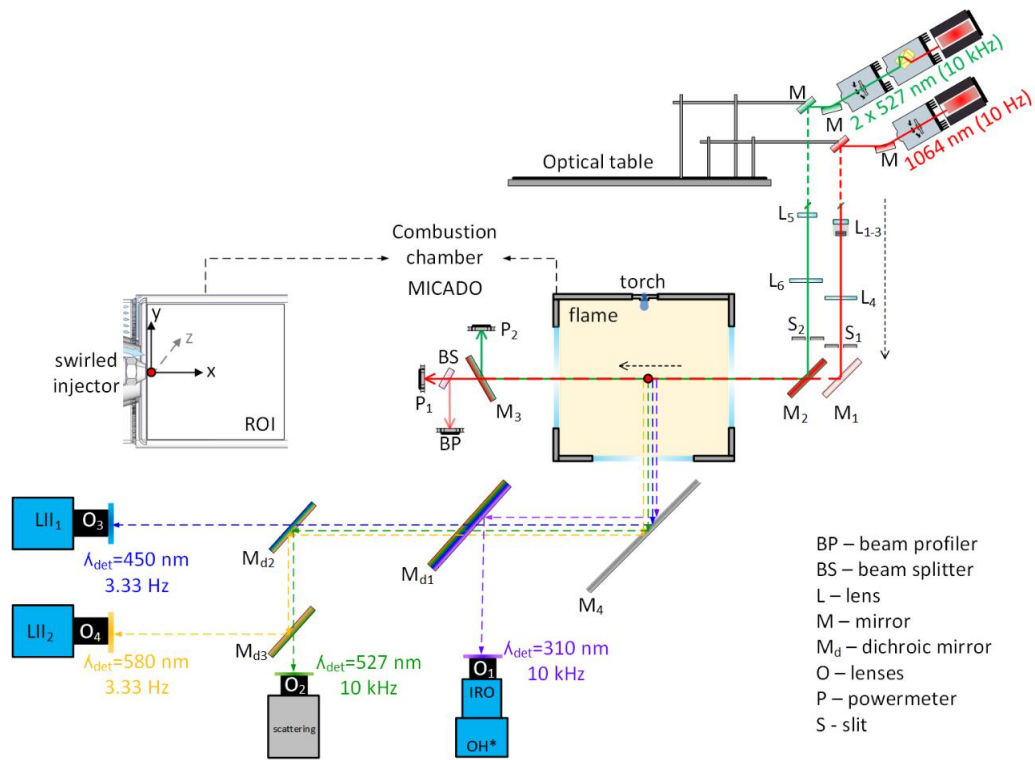 M
M
2 x 527 nm (10 kHz)
M
1064 nm (10 Hz)
Optical table
L5
L1-3
L6
L4
S2
S1
M2
M1
Combustion
chamber
MICADO
torch
flame
P2
BS
P1
M3
BP
swirled
injector
y
z
x
ROI
LII1
O3
λdet=450 nm
3.33 Hz
Md2
Md1
M4
LII2
O4
λdet=580 nm
3.33 Hz
Md3
λdet=527 nm
10 kHz
O2
scattering
λdet=310 nm
10 kHz
O1
IRO
OH*
BP – beam profiler
BS – beam splitter
L – lens
M – mirror
Md – dichroic mirror
O – lenses
P – powermeter
S - slit